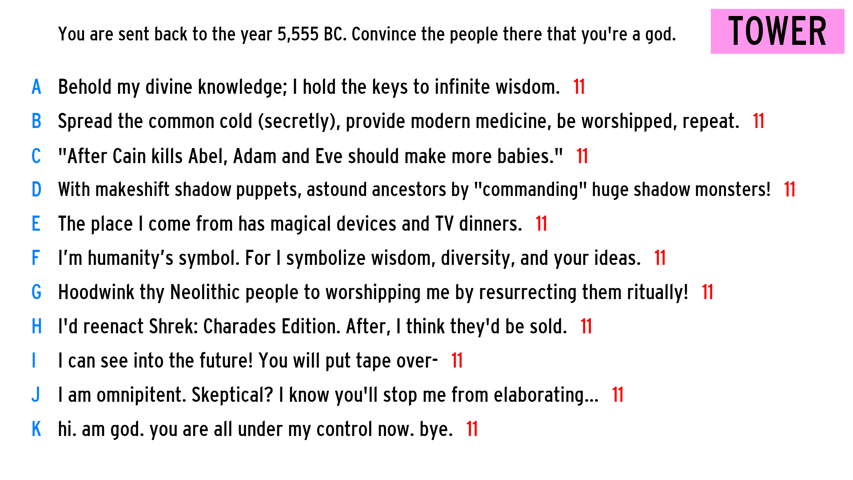 You are sent back to the year 5,555 BC. Convince the people there that you're a god.
TOWER
A Behold my divine knowledge; I hold the keys to infinite wisdom. 11
B Spread the common cold (secretly), provide modern medicine, be worshipped, repeat. 11
C "After Cain kills Abel, Adam and Eve should make more babies." 11
D With makeshift shadow puppets, astound ancestors by "commanding" huge shadow monsters! 11
E The place I come from has magical devices and TV dinners. 11
F I’m humanity’s symbol. For I symbolize wisdom, diversity, and your ideas. 11
G Hoodwink thy Neolithic people to worshipping me by resurrecting them ritually! 11
H I'd reenact Shrek: Charades Edition. After, I think they'd be sold. 11
I I can see into the future! You will put tape over- 11
J I am omnipitent. Skeptical? I know you'll stop me from elaborating... 11
K hi. am god. you are all under my control now. bye. 11